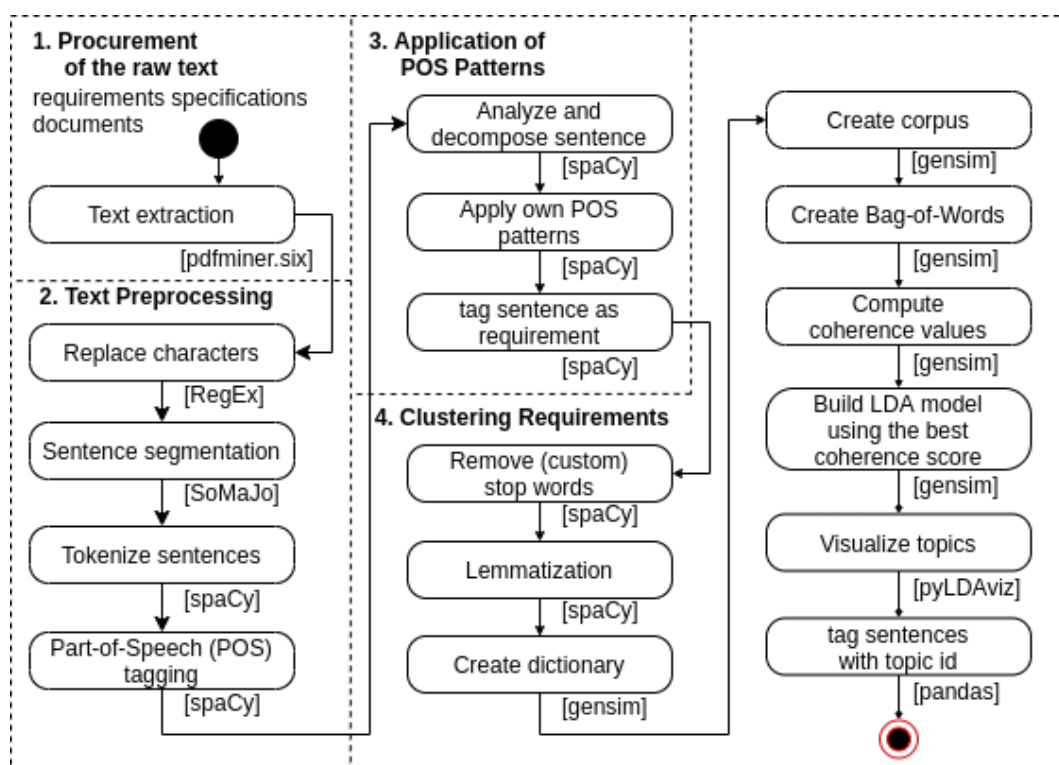 1. Procurement
of the raw text
requirements specifications
documents
Text extraction
[pdfminer.six]
2. Text Preprocessing
Replace characters
[RegEx]
Sentence segmentation
[SoMaJo]
Tokenize sentences
[spaCy]
Part-of-Speech (POS)
tagging
[spaCy]
3. Application of
POS Patterns
Analyze and
decompose sentence
[spaCy]
Apply own POS
patterns
[spaCy]
tag sentence as
requirement
[spaCy]
4. Clustering Requirements
Remove (custom)
stop words
[spaCy]
Lemmatization
[spaCy]
Create dictionary
[gensim]
Create corpus
[gensim]
Create Bag-of-Words
[gensim]
Compute
coherence values
[gensim]
Build LDA model
using the best
coherence score
[gensim]
Visualize topics
[pyLDAviz]
tag sentences
with topic id
[pandas]